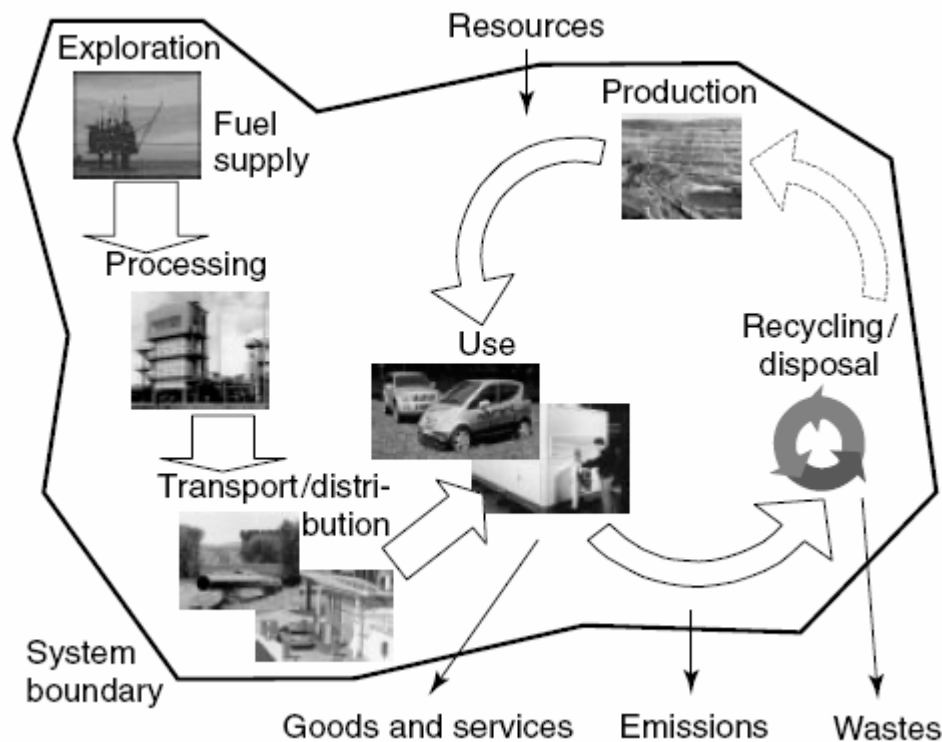 Exploration
Resources
Production
Fuel
supply
Processing
Use
Recycling/
disposal
Transport/distri-
bution
System
boundary
Goods and services
Emissions
Wastes